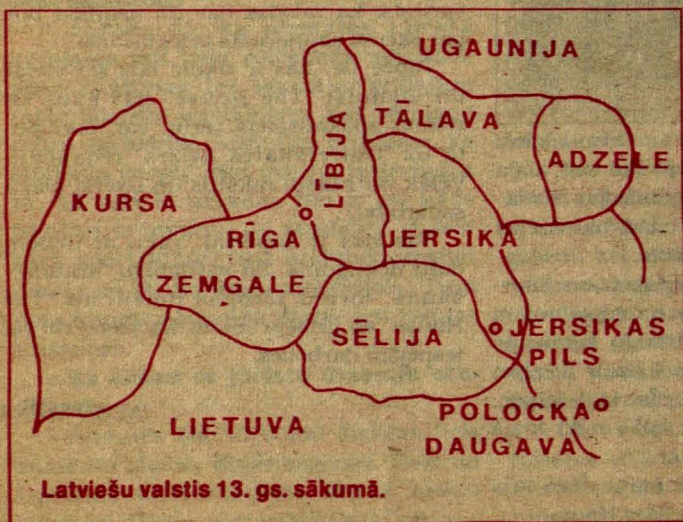 UGAUNIJA
TĀLAVA
LĪBIJA
ADZELE
KURSA
RĪGA
JERSIKA
ZEMGALE
SĒLIJA
JERSIKAS
PILS
POLOCKA
LIETUVA
DAUGAVA
Latviešu valstis 13. gs. sākumā.